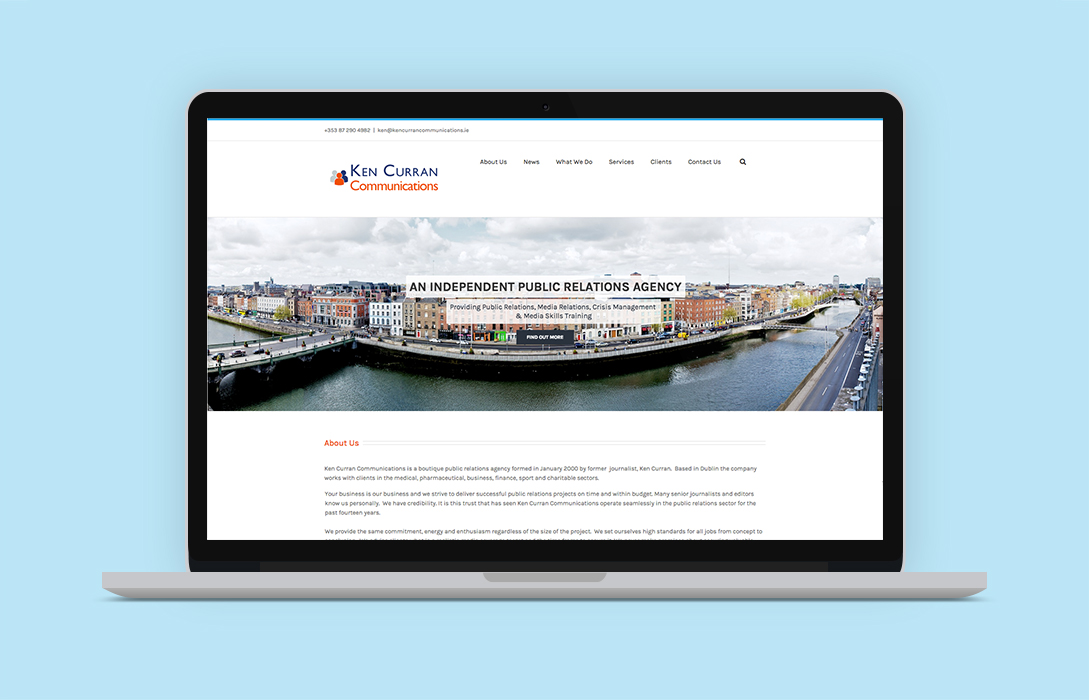 +353 87 290 4982 | ken@kencurrancommunications.ie
About Us News What We Do Services Clients Contact Us
KEN CURRAN
Communications
AN INDEPENDENT PUBLIC RELATIONS AGENCY
Providing Public Relations, Media Relations, Crisis Management
& Media Skills Training
FIND OUT MORE
About Us
Ken Curran Communications is a boutique public relations agency formed in January 2000 by former journalist, Ken Curran. Based in Dublin the company
works with clients in the medical, pharmaceutical, business, finance, sport and charitable sectors.
Your business is our business and we strive to deliver successful public relations projects on time and within budget. Many senior journalists and editors
know us personally. We have credibility. It is this trust that has seen Ken Curran Communications operate seamlessly in the public relations sector for the
past fourteen years.
We provide the same commitment, energy and enthusiasm regardless of the size of the project. We set ourselves high standards for all jobs from concept to